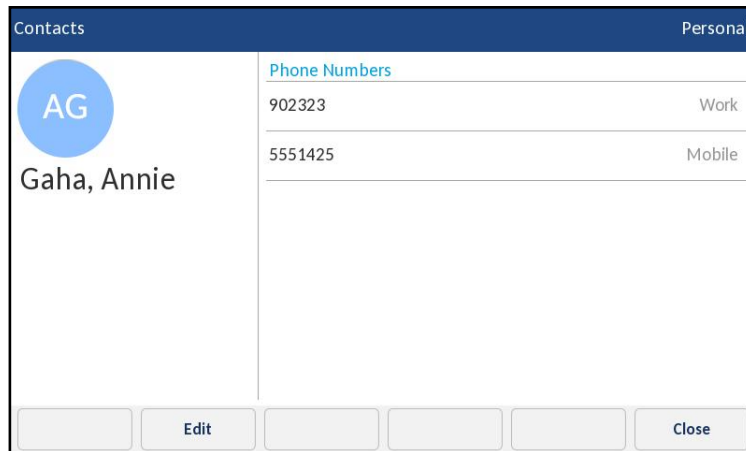 Contacts Persona
Phone Numbers
AG
902323 Work
5551425 Mobile
Gaha, Annie
Edit Close